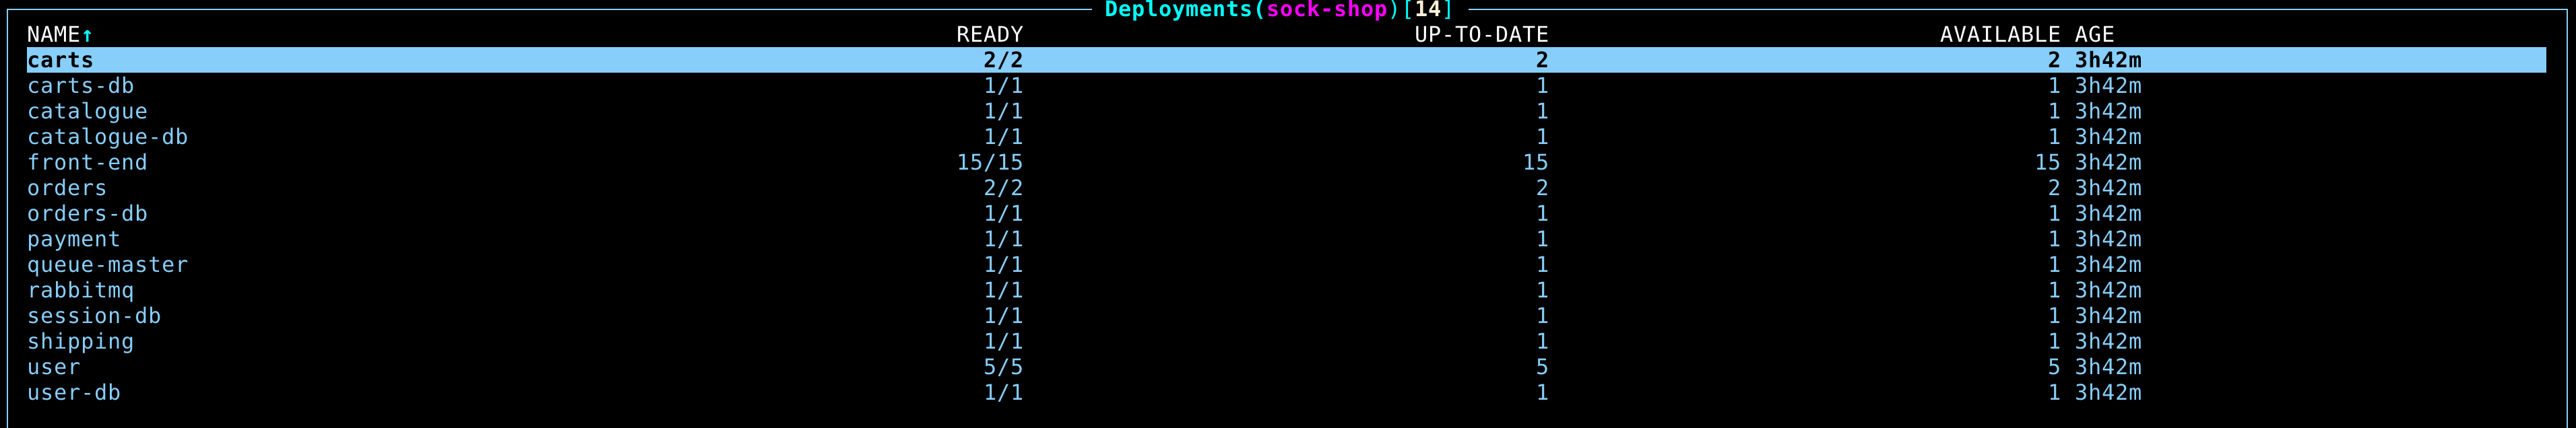 Deployments(sock-shop)[14]
NAME↑ READY UP-TO-DATE AVAILABLE AGE
carts 2/2 2 2 3h42m
carts-db 1/1 1 1 3h42m
catalogue 1/1 1 1 3h42m
catalogue-db 1/1 1 1 3h42m
front-end 15/15 15 15 3h42m
orders 2/2 2 2 3h42m
orders-db 1/1 1 1 3h42m
payment 1/1 1 1 3h42m
queue-master 1/1 1 1 3h42m
rabbitmq 1/1 1 1 3h42m
session-db 1/1 1 1 3h42m
shipping 1/1 1 1 3h42m
user 5/5 5 5 3h42m
user-db 1/1 1 1 3h42m